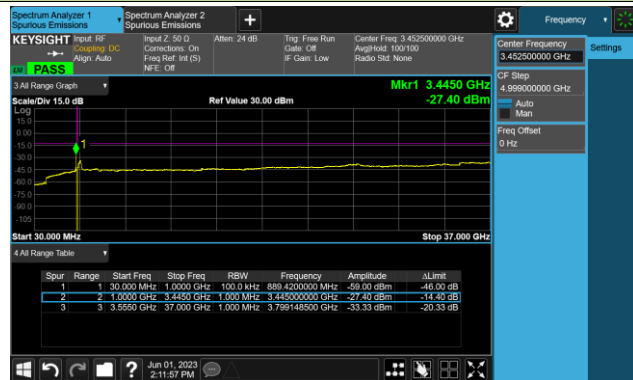 Spectrum Analyzer 1
Spurious Emissions
Spectrum Analyzer 2
Spurious Emissions
+
Frequency
KEYSIGHT
Input: RF
Coupling: DC
Align: Auto
Input Z: 50 Ω
Corrections: On
Freq Ref: Int (S)
NFE: Off
Atten: 24 dB
Trig: Free Run
Gate: Off
IF Gain: Low
Center Freq: 3.452500000 GHz
Avg|Hold: 100/100
Radio Std: None
PASS
Center Frequency
3.452500000 GHz
Settings
CF Step
4.999000000 GHz
Auto
Man
Freq Offset
0 Hz
3 All Range Graph
Mkr1 3.4450 GHz
-27.40 dBm
Scale/Div 15.0 dB
Ref Value 30.00 dBm
Log
15.0
0.00
-15.0
-30.0
-45.0
-60.0
-75.0
-90.0
-105
1
Start 30.000 MHz
Stop 37.000 GHz
4 All Range Table
Spur Range Start Freq Stop Freq RBW Frequency Amplitude ΔLimit
1 1 30.000 MHz 1.0000 GHz 100.0 kHz 889.4200000 MHz -59.00 dBm -46.00 dB
2 2 1.0000 GHz 3.4450 GHz 1.000 MHz 3.445000000 GHz -27.40 dBm -14.40 dB
3 3 3.5550 GHz 37.000 GHz 1.000 MHz 3.799148500 GHz -33.33 dBm -20.33 dB
?
Jun 01, 2023
2:11:57 PM